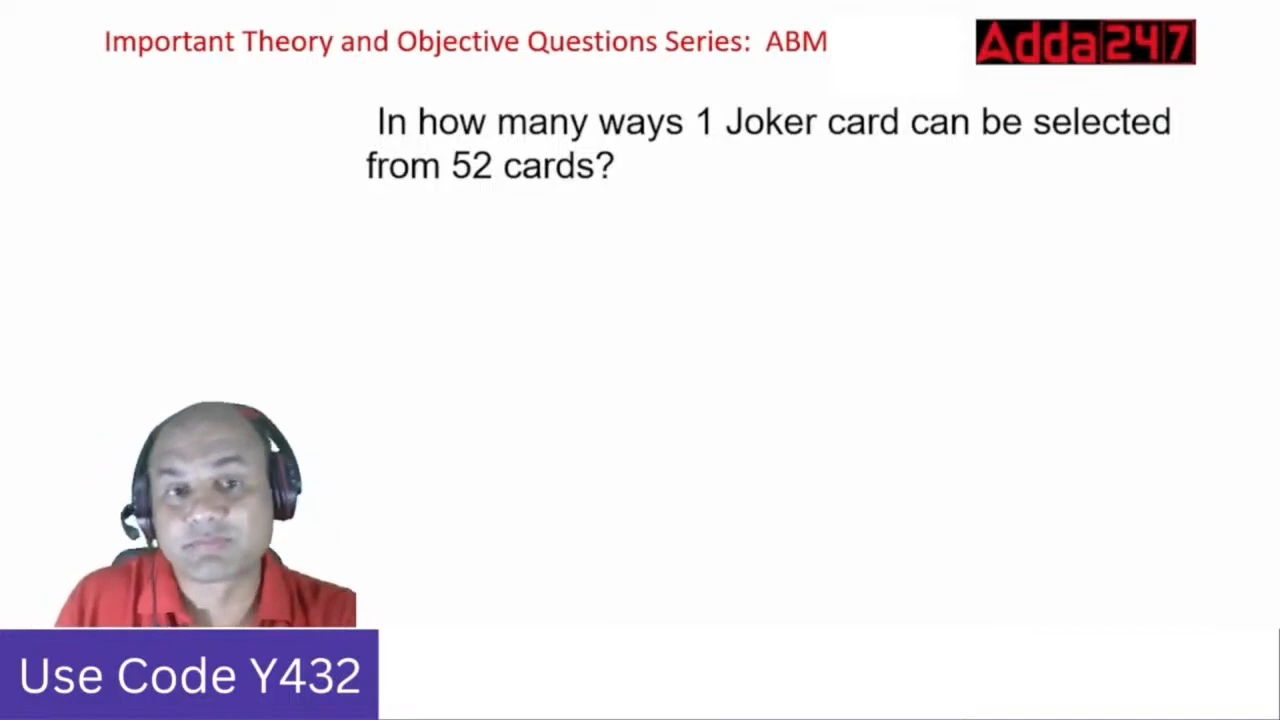 Important Theory and Objective Questions Series: ABM
Adda247
In how many ways 1 Joker card can be selected
from 52 cards?
Use Code Y432